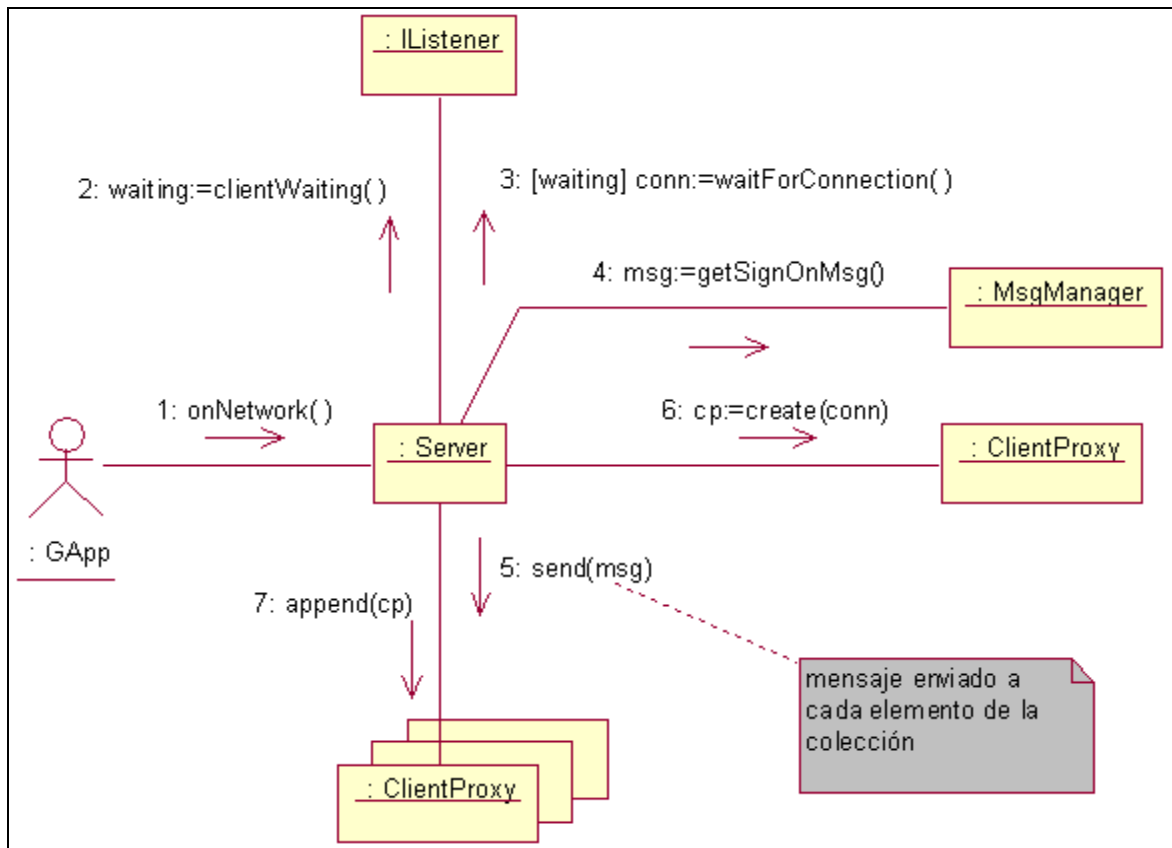 : IListener
2: waiting:=clientWaiting( )
3: [waiting] conn:=waitForConnection( )
4: msg:=getSignOnMsg()
: MsgManager
1: onNetwork( )
6: cp:=create(conn)
: Server
: ClientProxy
: GApp
5: send(msg)
7: append(cp)
mensaje enviado a
cada elemento de la
colección
: ClientProxy